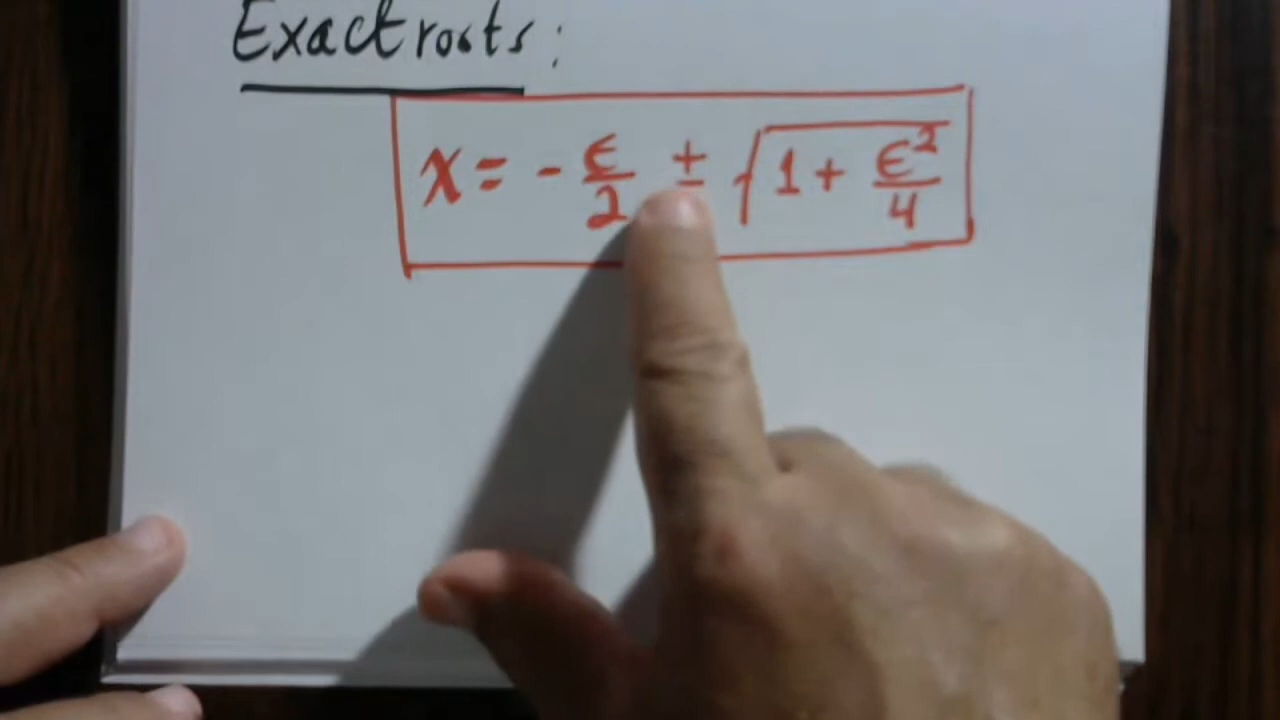 Exact roots:
x = - ϵ/2 ± √(1 + ϵ²/4)